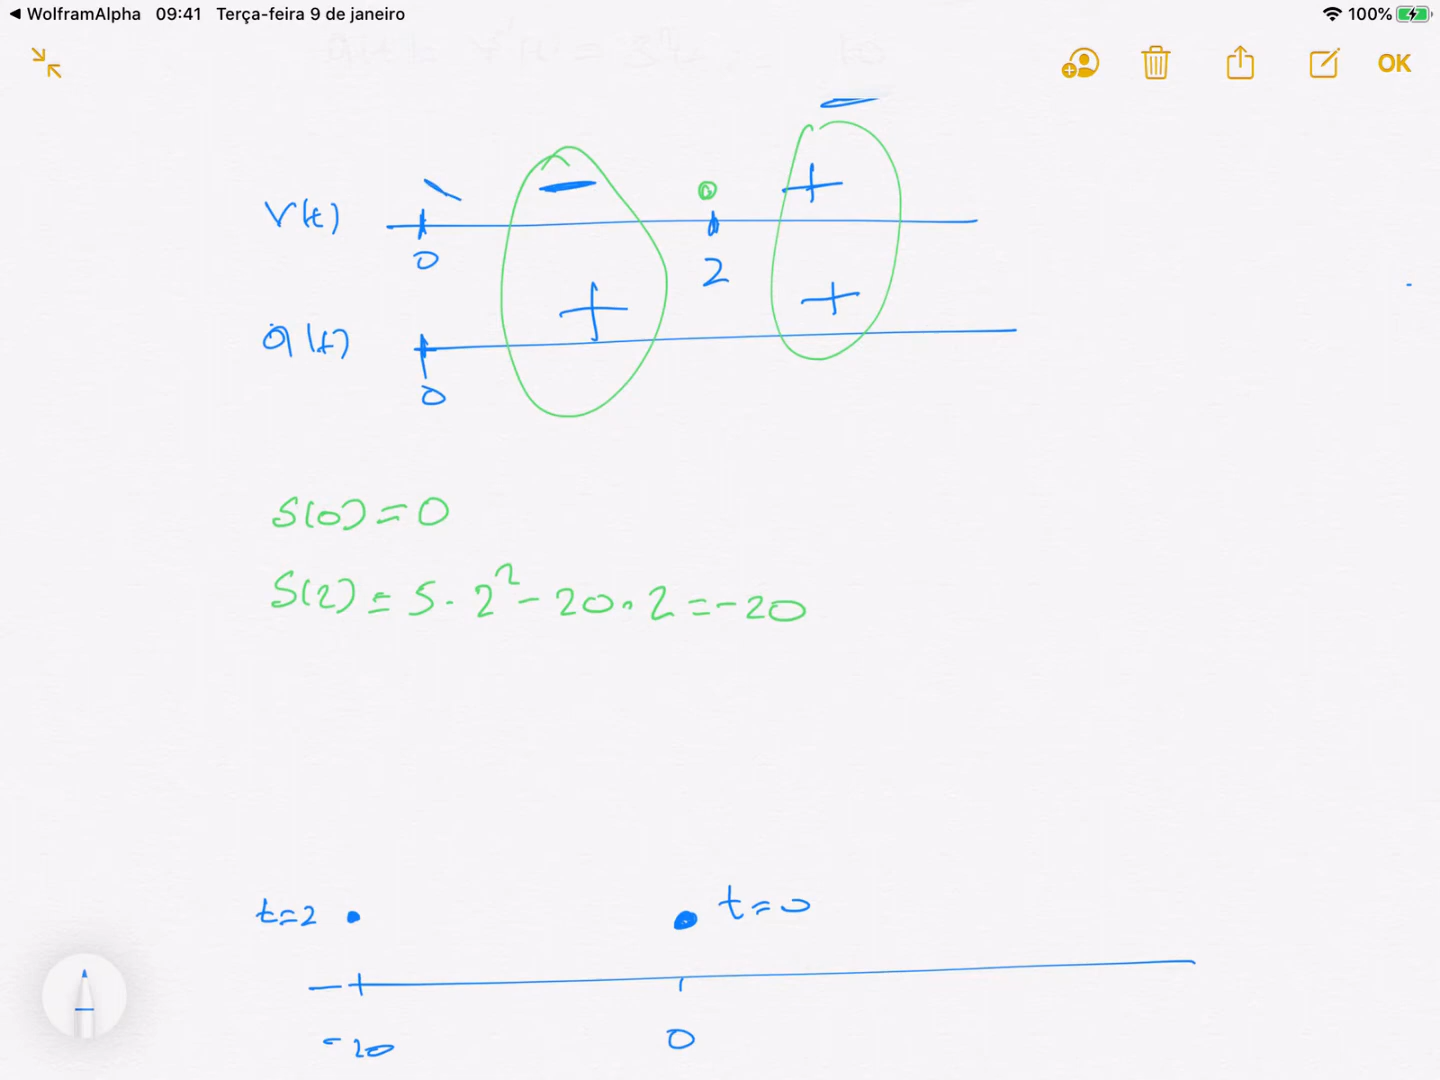 WolframAlpha 09:41 Terça-feira 9 de janeiro 100%
OK
V(t) - +
0 2
a(t) + +
0
S(0) = 0
S(2) = 5 · 2² - 20 · 2 = -20
t=2 t=0
-20 0